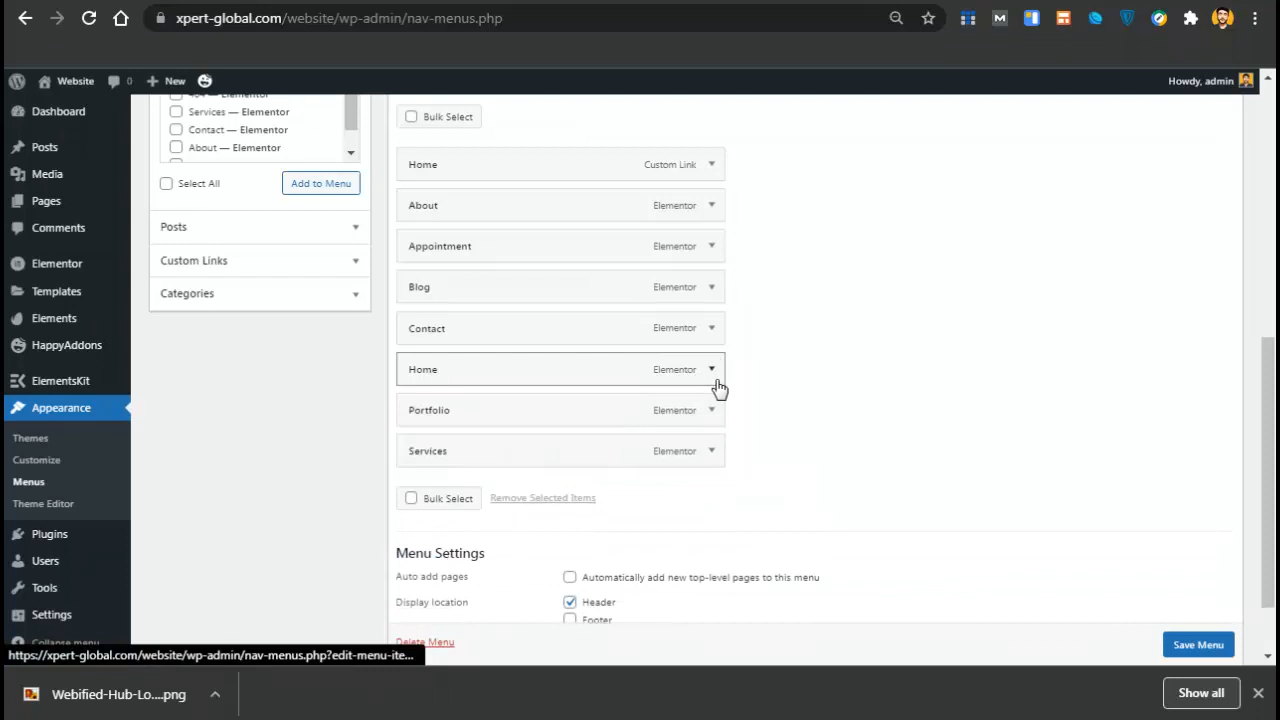 xpert-global.com/website/wp-admin/nav-menus.php
Website 0 New Howdy, admin
Dashboard
Posts
Media
Pages
Comments
Elementor
Templates
Elements
HappyAddons
ElementsKit
Appearance
Themes
Customize
Menus
Theme Editor
Plugins
Users
Tools
Settings
Collapse menu
404 — Elementor
Services — Elementor
Contact — Elementor
About — Elementor
Select All Add to Menu
Posts
Custom Links
Categories
Bulk Select
Home Custom Link
About Elementor
Appointment Elementor
Blog Elementor
Contact Elementor
Home Elementor
Portfolio Elementor
Services Elementor
Bulk Select Remove Selected Items
Menu Settings
Auto add pages Automatically add new top-level pages to this menu
Display location Header
Footer
Delete Menu Save Menu
https://xpert-global.com/website/wp-admin/nav-menus.php?edit-menu-ite...
Webified-Hub-Lo....png Show all